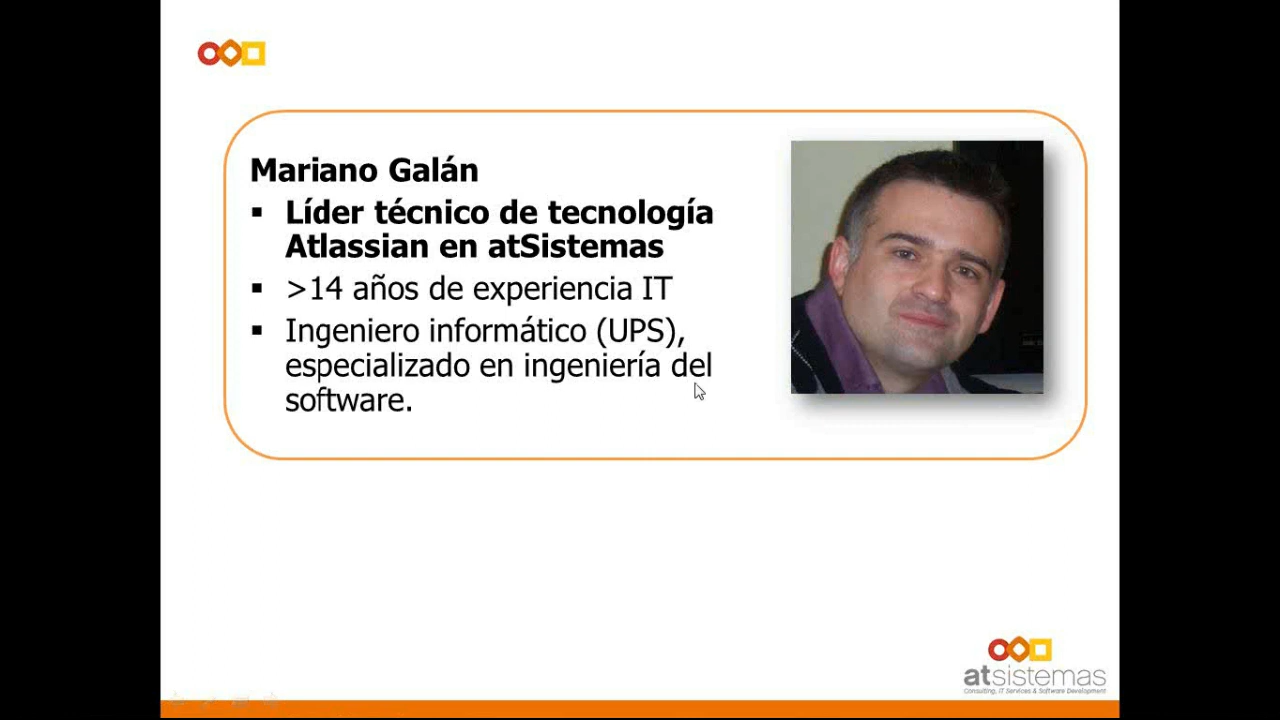 Mariano Galán
▪ Líder técnico de tecnología
Atlassian en atSistemas
▪ >14 años de experiencia IT
▪ Ingeniero informático (UPS),
especializado en ingeniería del
software.
atsistemas
Consulting, IT Services & Software Development